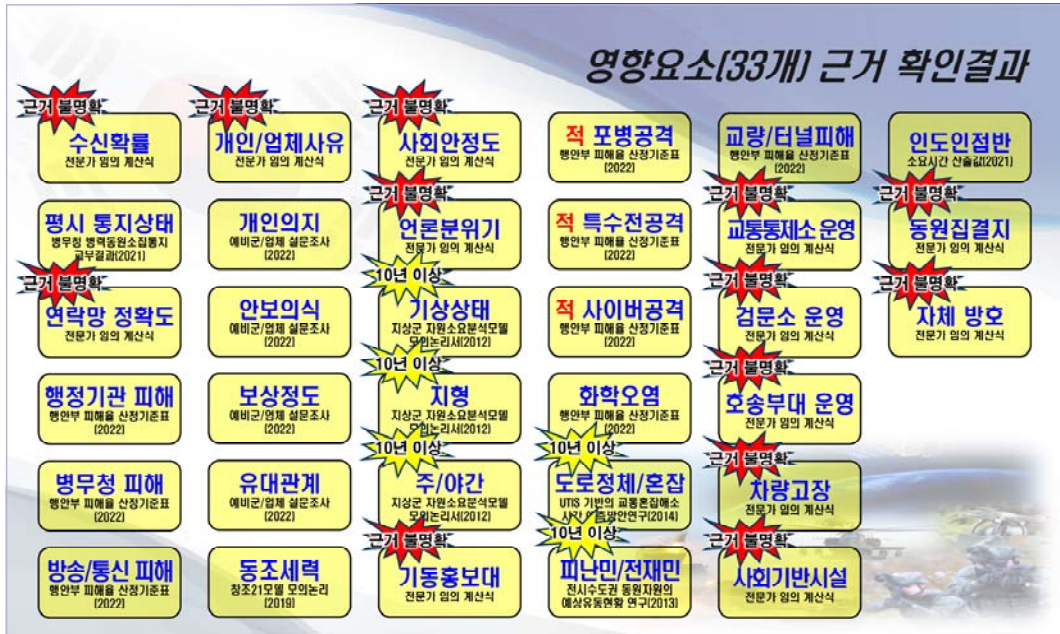 영향요소(33개) 근거 확인결과
근거 불명확
수신확률
전문가 임의 계산식
근거 불명확
개인/업체사유
전문가 임의 계산식
근거 불명확
사회안정도
전문가 임의 계산식
적 포병공격
행안부 피해율 산정기준표
(2022)
교량/터널피해
행안부 피해율 산정기준표
(2022)
인도인접반
소요시간 산출값(2021)
평시 통지상태
병무청 병력동원소집통지
교부결과(2021)
개인의지
예비군/업체 설문조사
(2022)
근거 불명확
언론분위기
전문가 임의 계산식
적 특수전공격
행안부 피해율 산정기준표
(2022)
근거 불명확
교통통제소 운영
전문가 임의 계산식
근거 불명확
동원집결지
전문가 임의 계산식
근거 불명확
연락망 정확도
전문가 임의 계산식
안보의식
예비군/업체 설문조사
(2022)
10년 이상
기상상태
지상군 자원소요분석모델
모의논리서(2012)
적 사이버공격
행안부 피해율 산정기준표
(2022)
근거 불명확
검문소 운영
전문가 임의 계산식
근거 불명확
자체 방호
전문가 임의 계산식
행정기관 피해
행안부 피해율 산정기준표
(2022)
보상정도
예비군/업체 설문조사
(2022)
10년 이상
지형
지상군 자원소요분석모델
모의논리서(2012)
화학오염
행안부 피해율 산정기준표
(2022)
근거 불명확
호송부대 운영
전문가 임의 계산식
병무청 피해
행안부 피해율 산정기준표
(2022)
유대관계
예비군/업체 설문조사
(2022)
10년 이상
주/야간
지상군 자원소요분석모델
모의논리서(2012)
10년 이상
도로정체/혼잡
UTIS 기반의 교통혼잡해소
방안연구(2014)
근거 불명확
차량고장
전문가 임의 계산식
방송/통신 피해
행안부 피해율 산정기준표
(2022)
동조세력
창조21모델 모의논리
(2019)
근거 불명확
기동홍보대
전문가 임의 계산식
10년 이상
피난민/전재민
전시수도권 동원자원의
예상유동현황 연구(2013)
근거 불명확
사회기반시설
전문가 임의 계산식